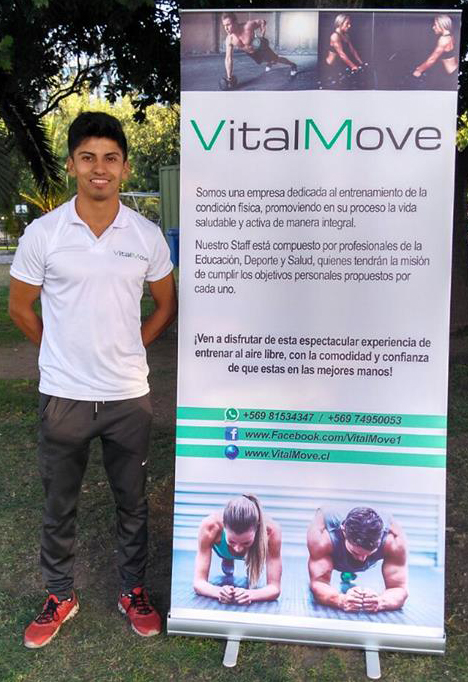 VitalMove
VitalMove
Somos una empresa dedicada al entrenamiento de la
condición física, promoviendo en su proceso la vida
saludable y activa de manera integral.
Nuestro Staff está compuesto por profesionales de la
Educación, Deporte y Salud, quienes tendrán la misión
de cumplir los objetivos personales propuestos por
cada uno.
¡Ven a disfrutar de esta espectacular experiencia de
entrenar al aire libre, con la comodidad y confianza
de que estas en las mejores manos!
+569 81534347 / +569 74950053
www.Facebook.com/VitalMove1
www.VitalMove.cl